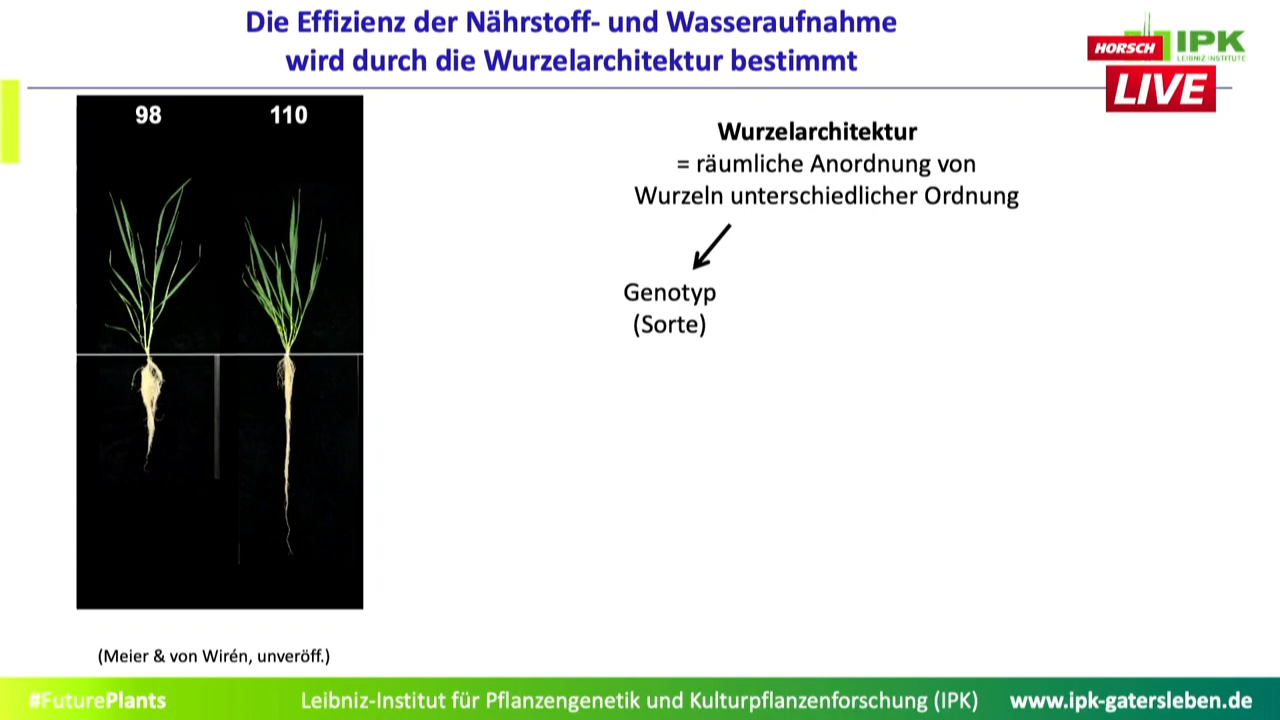 Die Effizienz der Nährstoff- und Wasseraufnahme
wird durch die Wurzelarchitektur bestimmt
HORSCH
LIVE
IPK
LEIBNIZ INSTITUTE
98 110
Wurzelarchitektur
= räumliche Anordnung von
Wurzeln unterschiedlicher Ordnung
Genotyp
(Sorte)
(Meier & von Wirén, unveröff.)
#FuturePlants Leibniz-Institut für Pflanzengenetik und Kulturpflanzenforschung (IPK) www.ipk-gatersleben.de